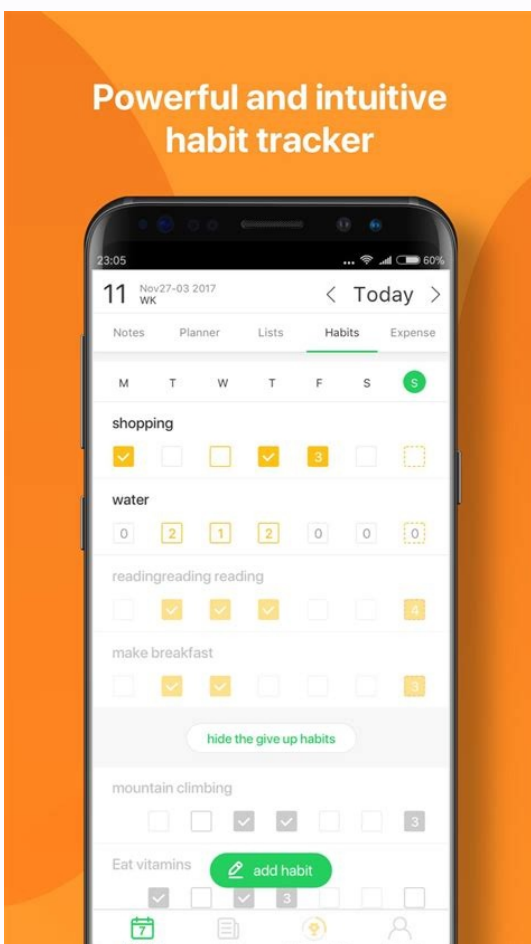 Powerful and intuitive
habit tracker
23:05 ... 60%
11 Nov27-03 2017
WK
< Today >
Notes Planner Lists Habits Expense
M T W T F S S
shopping
3
water
0 2 1 2 0 0 0
readingreading reading
4
make breakfast
3
hide the give up habits
mountain climbing
3
Eat vitamins
add habit
3
7